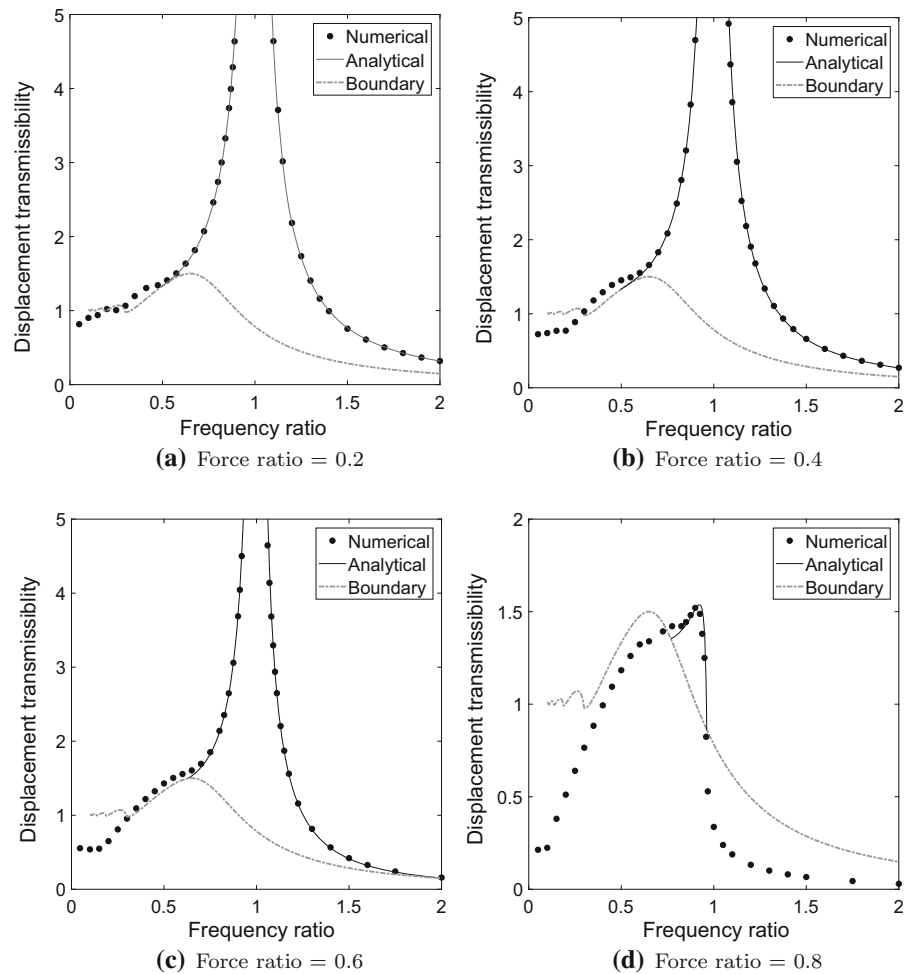 5
4
3
2
1
0
Displacement transmissibility
Numerical
Analytical
Boundary
0 0.5 1 1.5 2
Frequency ratio
(a) Force ratio = 0.2
5
4
3
2
1
0
Displacement transmissibility
Numerical
Analytical
Boundary
0 0.5 1 1.5 2
Frequency ratio
(b) Force ratio = 0.4
5
4
3
2
1
0
Displacement transmissiblity
Numerical
Analytical
Boundary
0 0.5 1 1.5 2
Frequency ratio
(c) Force ratio = 0.6
2
1.5
1
0.5
0
Displacement transmissibility
Numerical
Analytical
Boundary
0 0.5 1 1.5 2
Frequency ratio
(d) Force ratio = 0.8